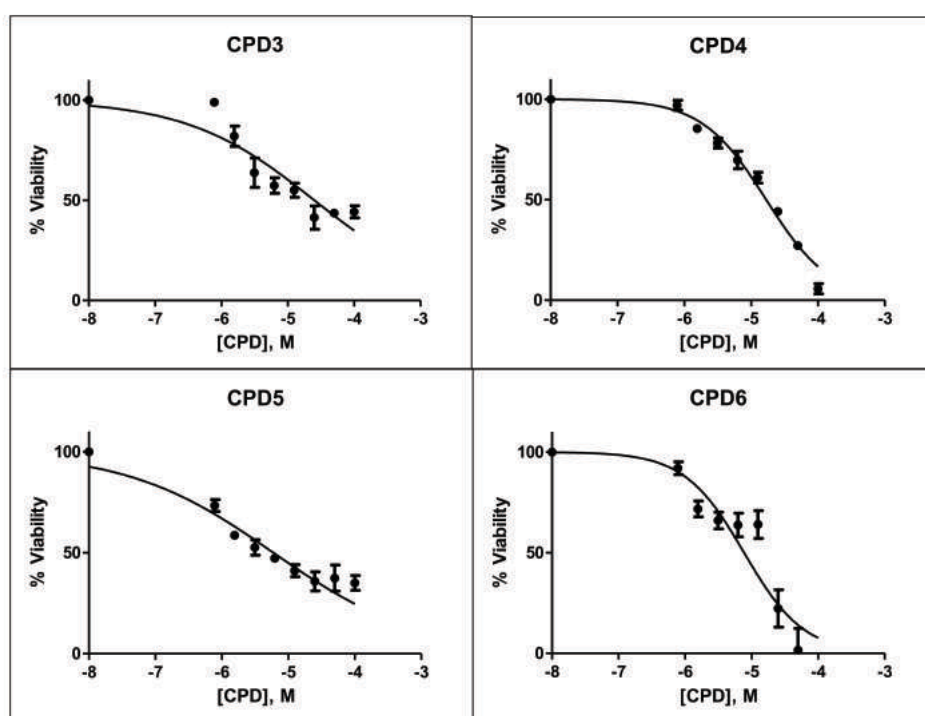 CPD3
% Viability
100
50
0
-8 -7 -6 -5 -4 -3
[CPD], M
CPD4
% Viability
100
50
0
-8 -7 -6 -5 -4 -3
[CPD], M
CPD5
% Viability
100
50
0
-8 -7 -6 -5 -4 -3
[CPD], M
CPD6
% Viability
100
50
0
-8 -7 -6 -5 -4 -3
[CPD], M